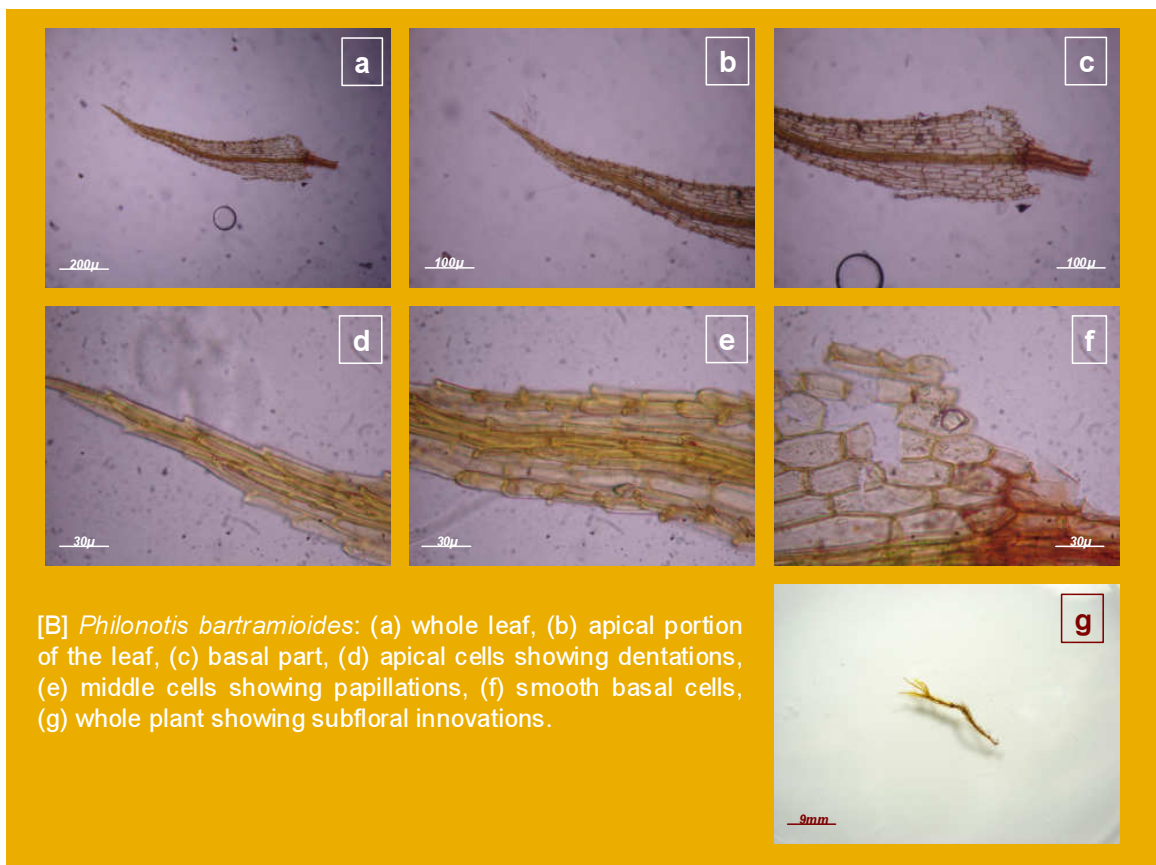 a
b
c
200µ
100µ
100µ
d
e
f
30µ
30µ
30µ
g
9mm
[B] Philonotis bartramioides: (a) whole leaf, (b) apical portion
of the leaf, (c) basal part, (d) apical cells showing dentations,
(e) middle cells showing papillations, (f) smooth basal cells,
(g) whole plant showing subfloral innovations.